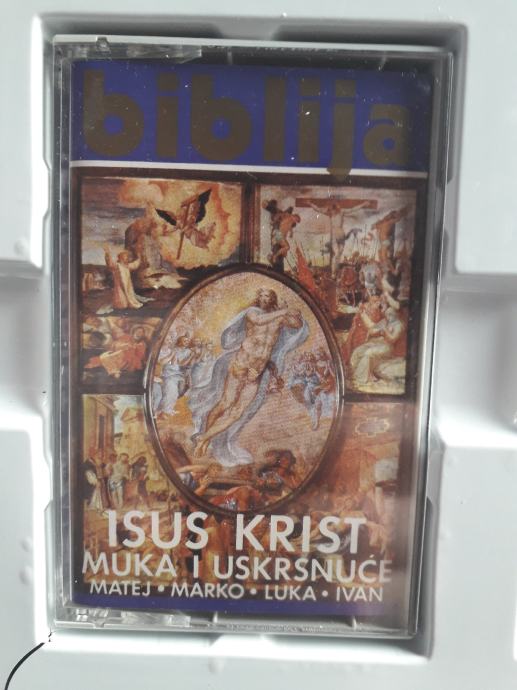 biblija
ISUS KRIST
MUKA I USKRSNUĆE
MATEJ • MARKO • LUKA • IVAN